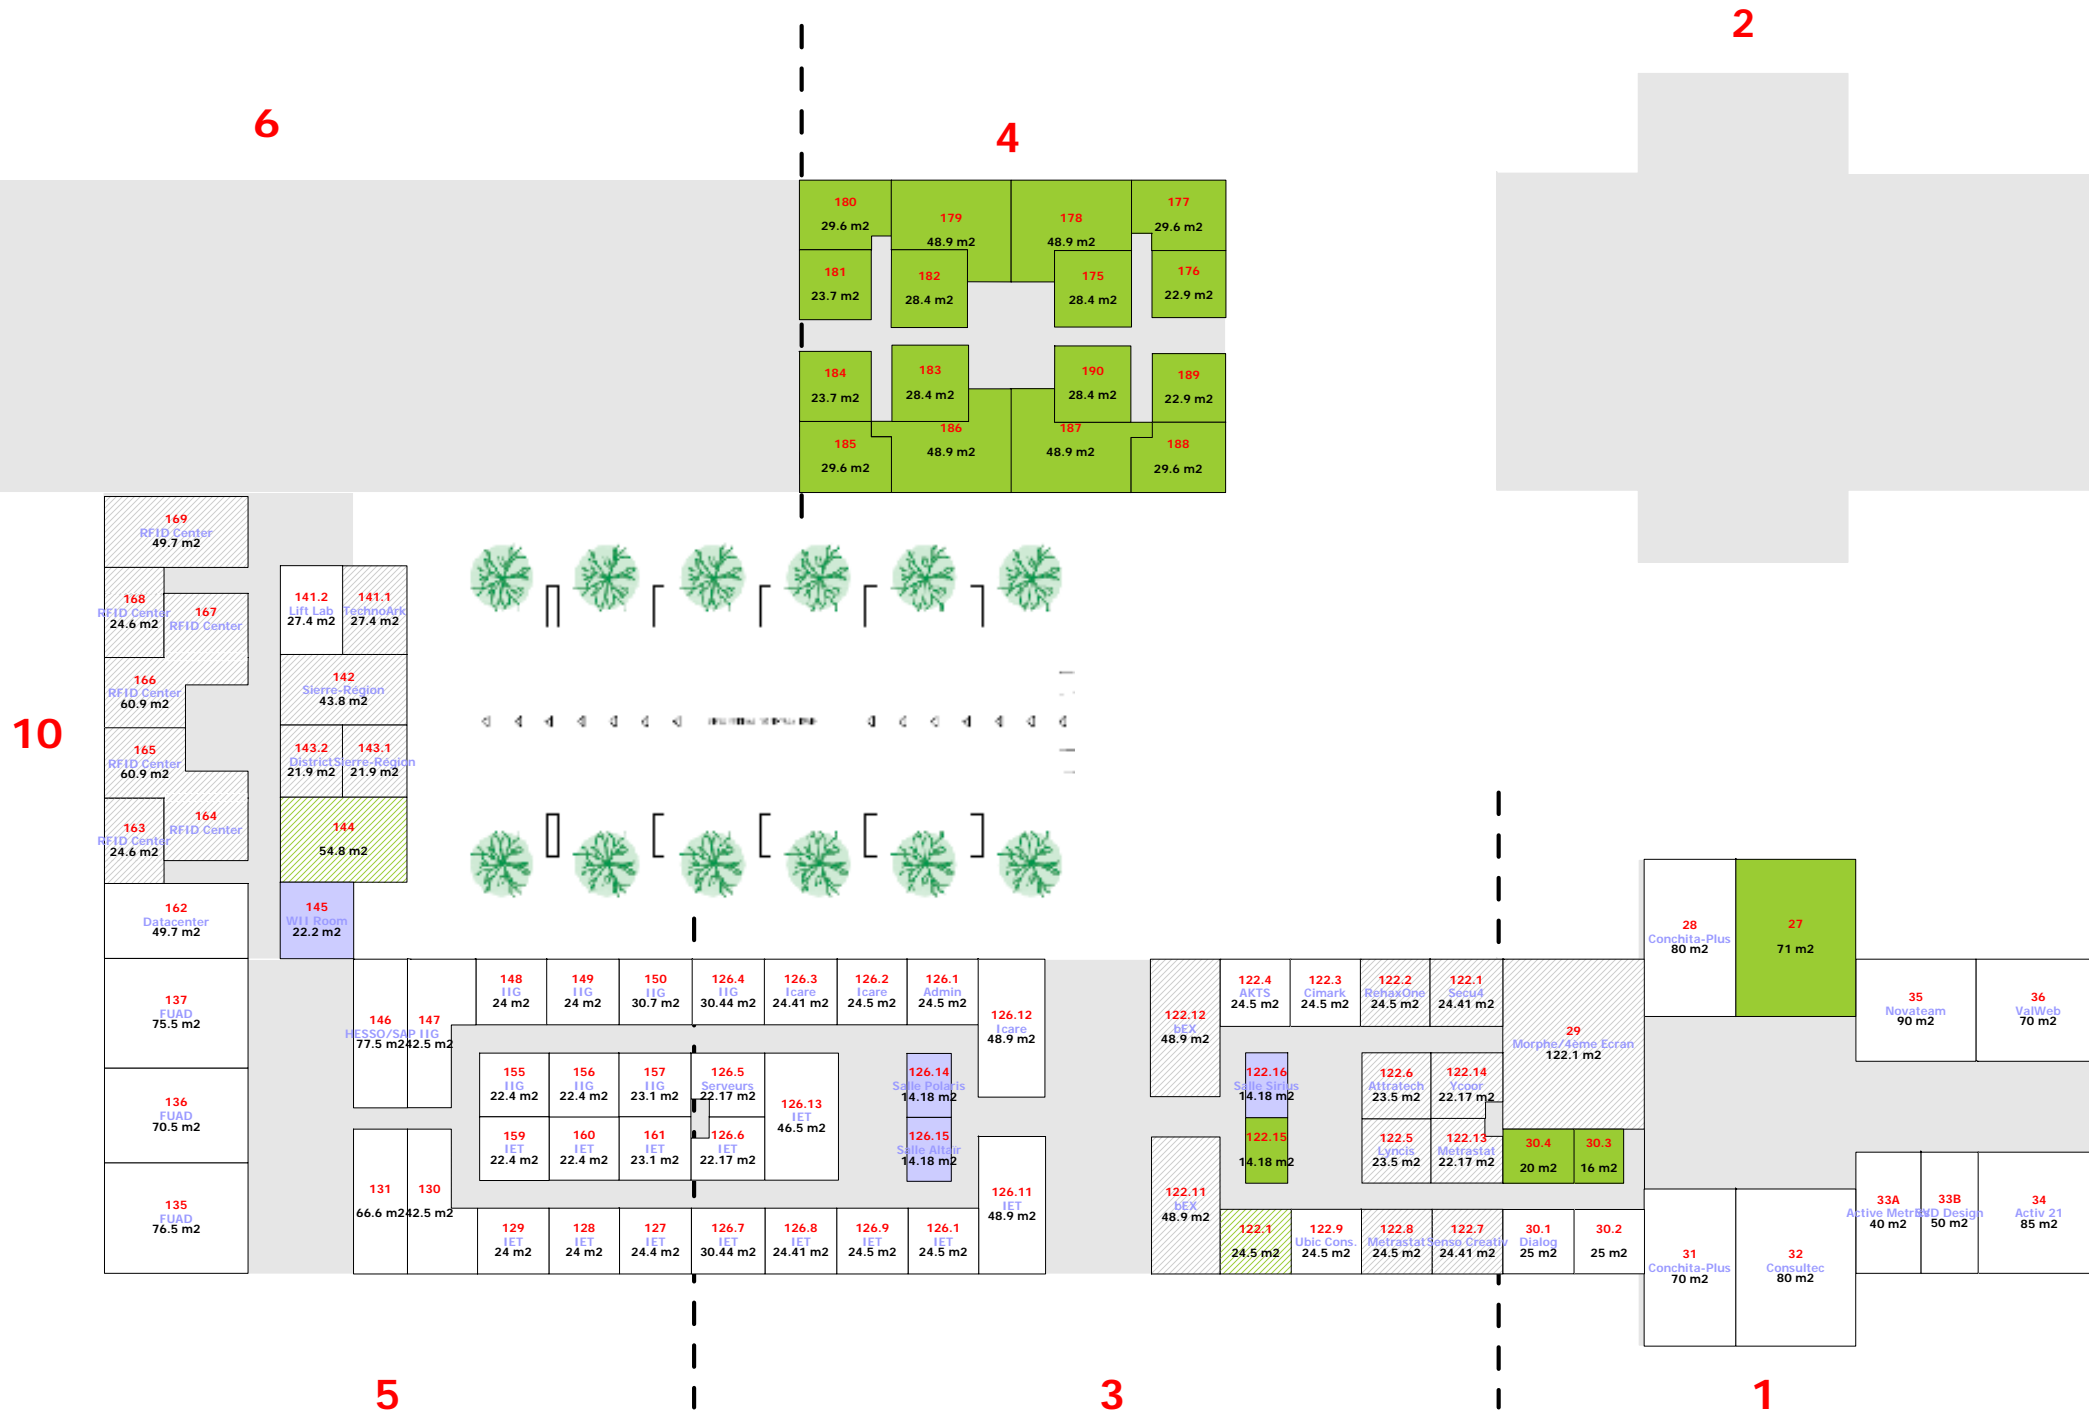 2
6
4
180
29.6 m2
179
48.9 m2
178
48.9 m2
177
29.6 m2
181
23.7 m2
182
28.4 m2
175
28.4 m2
176
22.9 m2
184
23.7 m2
183
28.4 m2
190
28.4 m2
189
22.9 m2
185
29.6 m2
186
48.9 m2
187
48.9 m2
188
29.6 m2
169
RFID Center
49.7 m2
168
RFID Center
24.6 m2
167
RFID Center
166
RFID Center
60.9 m2
165
RFID Center
60.9 m2
164
RFID Center
163
RFID Center
24.6 m2
162
Datacenter
49.7 m2
137
FUAD
75.5 m2
136
FUAD
70.5 m2
135
FUAD
76.5 m2
10
141.2
Lift Lab
27.4 m2
141.1
TechnoArk
27.4 m2
142
Sierre-Région
43.8 m2
143.2
District
21.9 m2
143.1
Sierre-Région
21.9 m2
144
54.8 m2
145
WII Room
22.2 m2
146
HESSO/SAP
77.5 m2
147
IIG
42.5 m2
148
IIG
24 m2
149
IIG
24 m2
150
IIG
30.7 m2
126.4
IIG
30.44 m2
126.3
Icare
24.41 m2
126.2
Icare
24.5 m2
126.1
Admin
24.5 m2
126.12
Icare
48.9 m2
155
IIG
22.4 m2
156
IIG
22.4 m2
157
IIG
23.1 m2
126.5
Serveurs
22.17 m2
126.13
IET
46.5 m2
126.14
Salle Polaris
14.18 m2
159
IET
22.4 m2
160
IET
22.4 m2
161
IET
23.1 m2
126.6
IET
22.17 m2
126.15
Salle Altaïr
14.18 m2
131
66.6 m2
130
42.5 m2
129
IET
24 m2
128
IET
24 m2
127
IET
24.4 m2
126.7
IET
30.44 m2
126.8
IET
24.41 m2
126.9
IET
24.5 m2
126.1
IET
24.5 m2
126.11
IET
48.9 m2
122.12
bEX
48.9 m2
122.4
AKTS
24.5 m2
122.3
Cimark
24.5 m2
122.2
RehaxOne
24.5 m2
122.1
Secu4
24.41 m2
122.16
Salle Sirius
14.18 m2
122.15
14.18 m2
122.6
Attratech
23.5 m2
122.14
Ycoor
22.17 m2
122.5
Lyncis
23.5 m2
122.13
Metrastat
22.17 m2
122.11
bEX
48.9 m2
122.1
24.5 m2
122.9
Ubic Cons.
24.5 m2
122.8
Metrastat
24.5 m2
122.7
Senso Creativ
24.41 m2
29
Morphe/4ème Ecran
122.1 m2
30.4
20 m2
30.3
16 m2
30.1
Dialog
25 m2
30.2
25 m2
28
Conchita-Plus
80 m2
27
71 m2
35
Novateam
90 m2
36
ValWeb
70 m2
31
Conchita-Plus
70 m2
32
Consultec
80 m2
33A
40 m2
33B
50 m2
34
Activ 21
85 m2
5
3
1